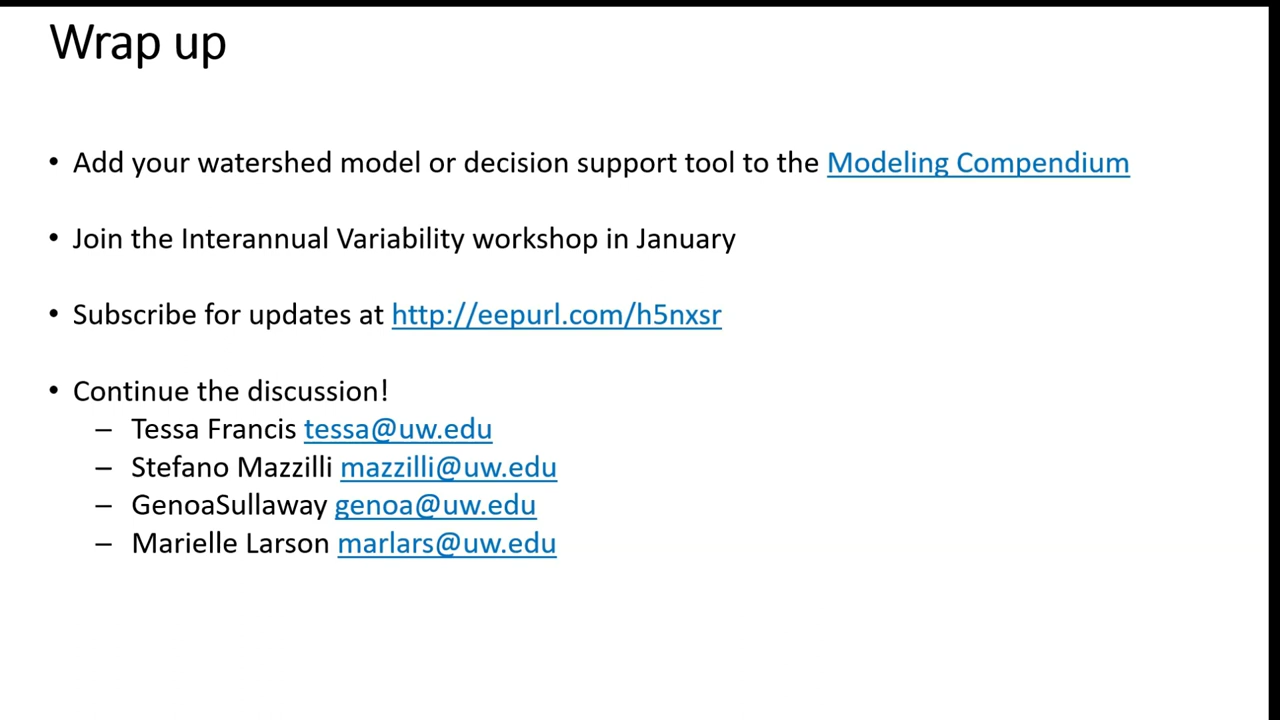 Wrap up
• Add your watershed model or decision support tool to the Modeling Compendium
• Join the Interannual Variability workshop in January
• Subscribe for updates at http://eepurl.com/h5nxsr
• Continue the discussion!
– Tessa Francis tessa@uw.edu
– Stefano Mazzilli mazzilli@uw.edu
– GenoaSullaway genoa@uw.edu
– Marielle Larson marlars@uw.edu